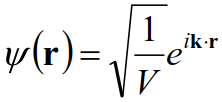 ψ(𝐫) = √(1/V) e^{i𝐤·𝐫}